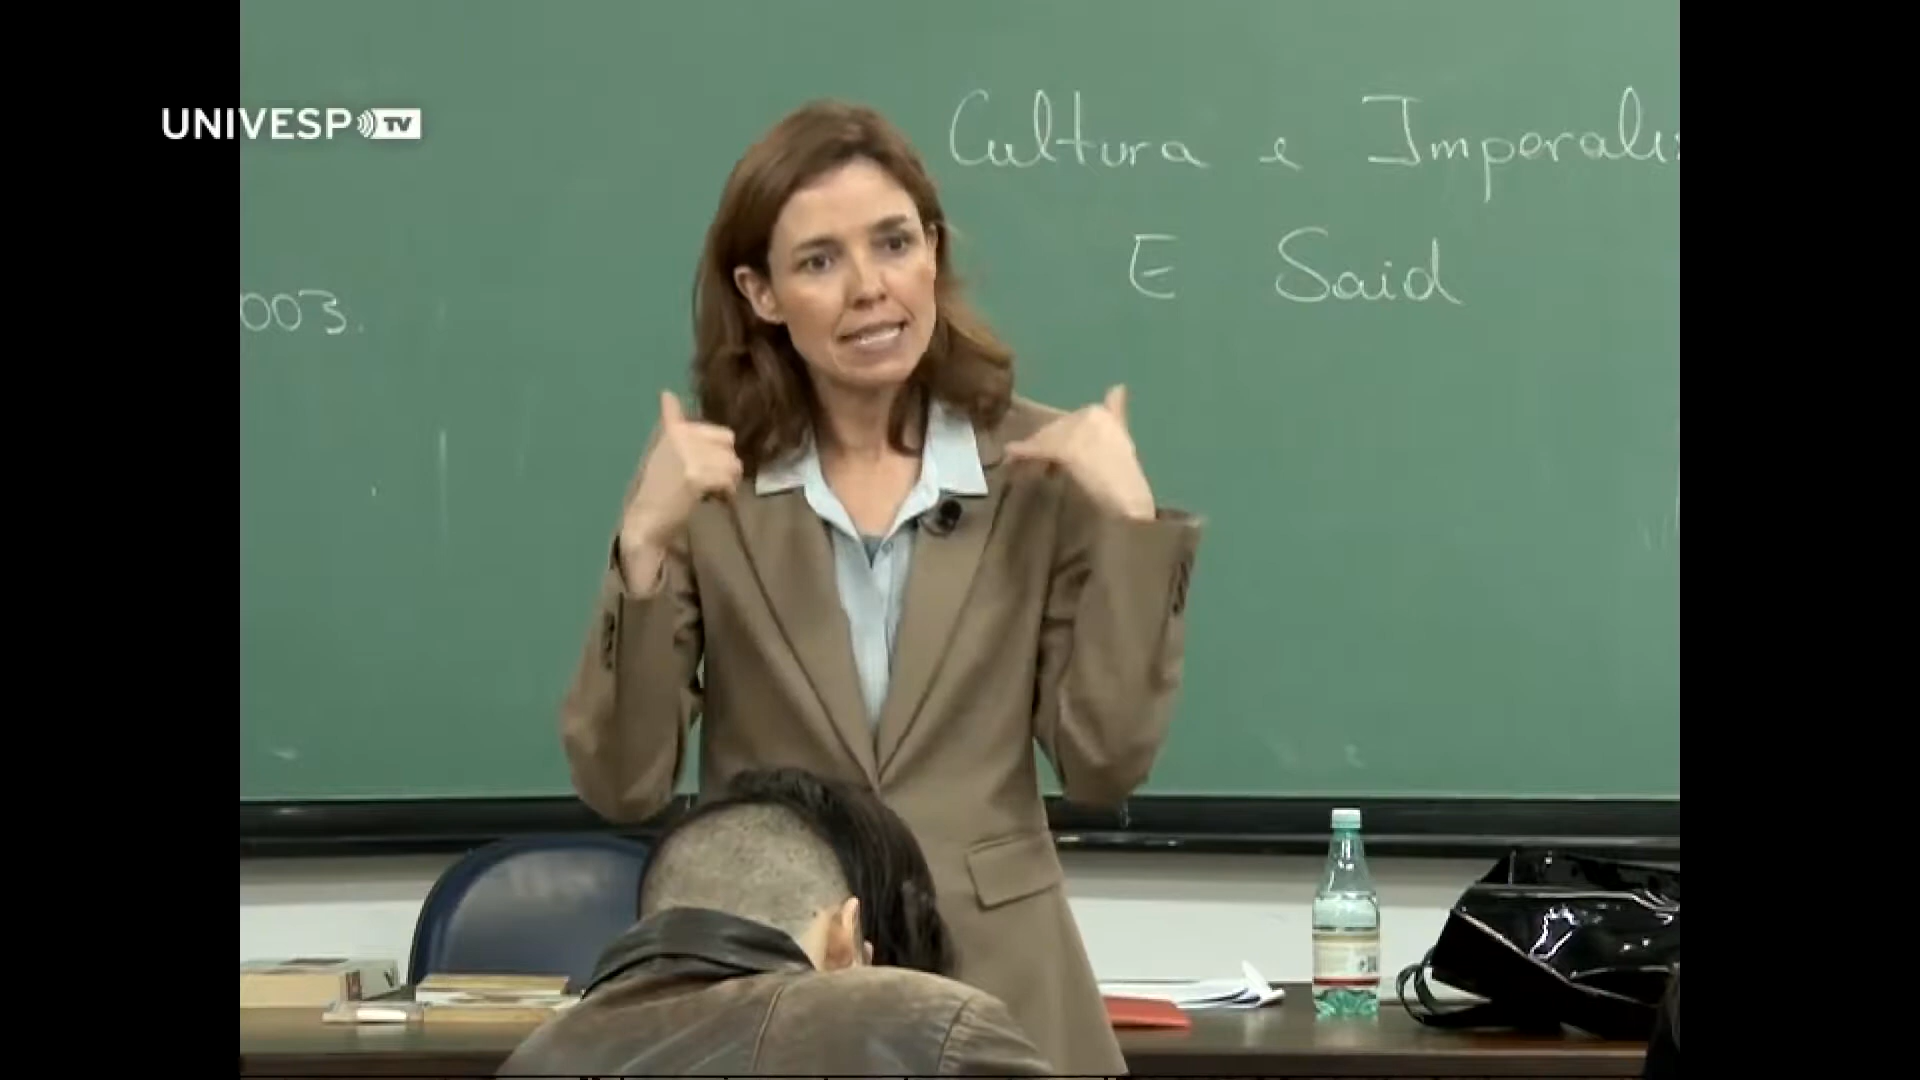 UNIVESP TV
Cultura e Imperali
E Said
003.